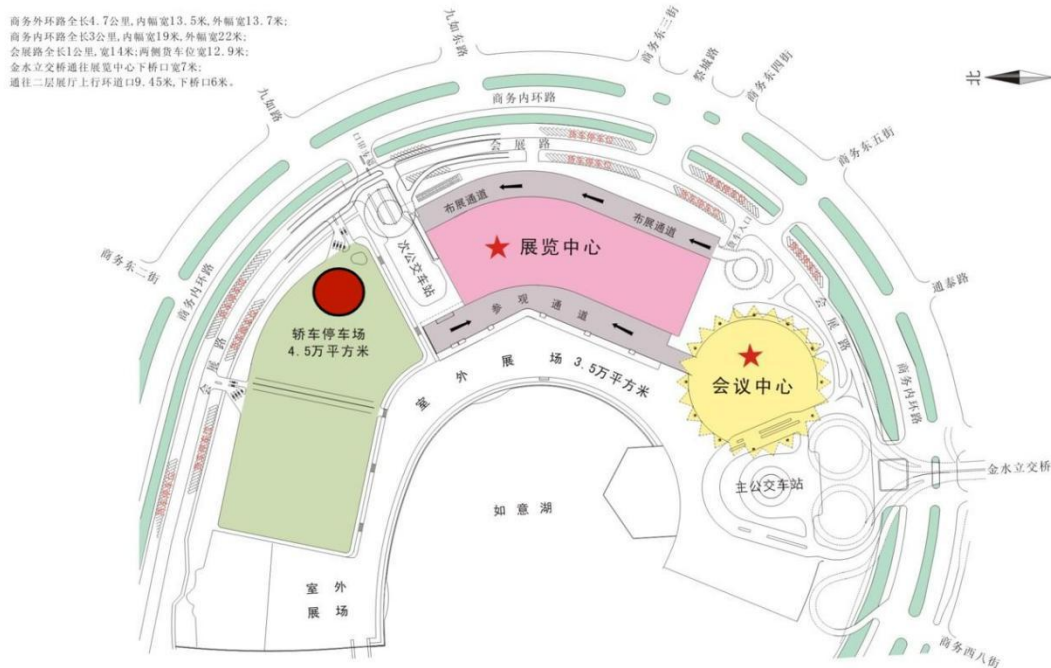 商务外环路全长4.7公里,内幅宽13.5米,外幅宽13.7米;
商务内环路全长3公里,内幅宽19米,外幅宽22米;
会展路全长1公里,宽14米;两侧货车位宽12.9米;
金水立交桥通往展览中心下桥口宽7米;
通往二层展厅上行环道口9.45米,下桥口6米。
九如东路
商务东三街
祭城路
商务东四街
北
九如路
商务内环路
商务东五街
会展路
布展通道
布展通道
货车入口
展览中心
次公交车站
商务东二街
商务内环路
通泰路
会展路
参观通道
轿车停车场
4.5万平方米
会展路
室外展场 3.5万平方米
会议中心
商务内环路
金水立交桥
主公交车站
如意湖
室外
展场
商务西八街